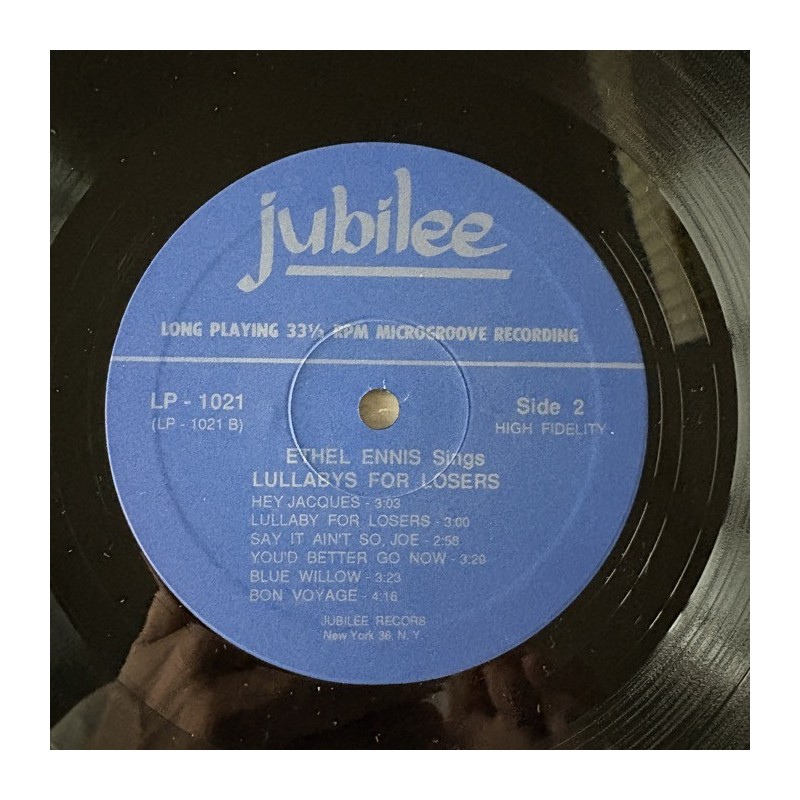 jubilee
LONG PLAYING 33⅓ RPM MICROGROOVE RECORDING
LP - 1021
(LP - 1021 B)
Side 2
HIGH FIDELITY
ETHEL ENNIS Sings
LULLABYS FOR LOSERS
HEY JACQUES - 3:03
LULLABY FOR LOSERS - 3:00
SAY IT AIN'T SO, JOE - 2:58
YOU'D BETTER GO NOW - 3:29
BLUE WILLOW - 3:23
BON VOYAGE - 4:16
JUBILEE RECORS
New York 36, N. Y